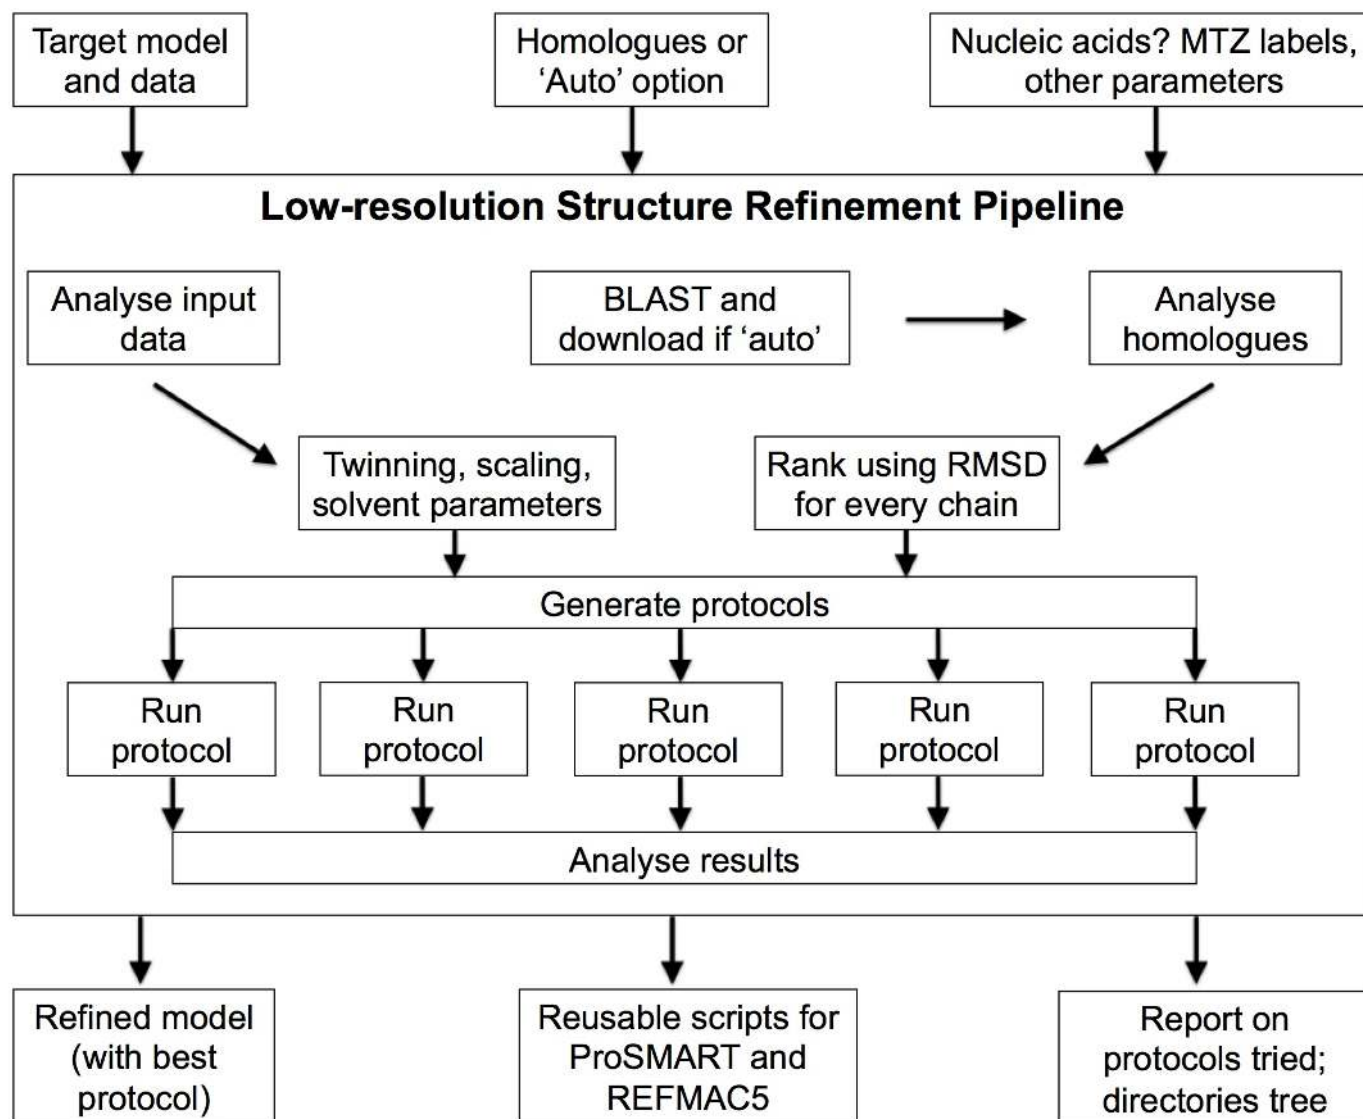 Target model
and data
Homologues or
‘Auto’ option
Nucleic acids? MTZ labels,
other parameters
Low-resolution Structure Refinement Pipeline
Analyse input
data
BLAST and
download if ‘auto’
Analyse
homologues
Twinning, scaling,
solvent parameters
Rank using RMSD
for every chain
Generate protocols
Run
protocol
Run
protocol
Run
protocol
Run
protocol
Run
protocol
Analyse results
Refined model
(with best
protocol)
Reusable scripts for
ProSMART and
REFMAC5
Report on
protocols tried;
directories tree